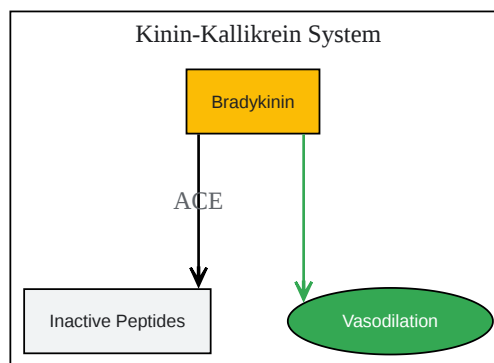 Kinin-Kallikrein System
Bradykinin
ACE
Inactive Peptides
Vasodilation